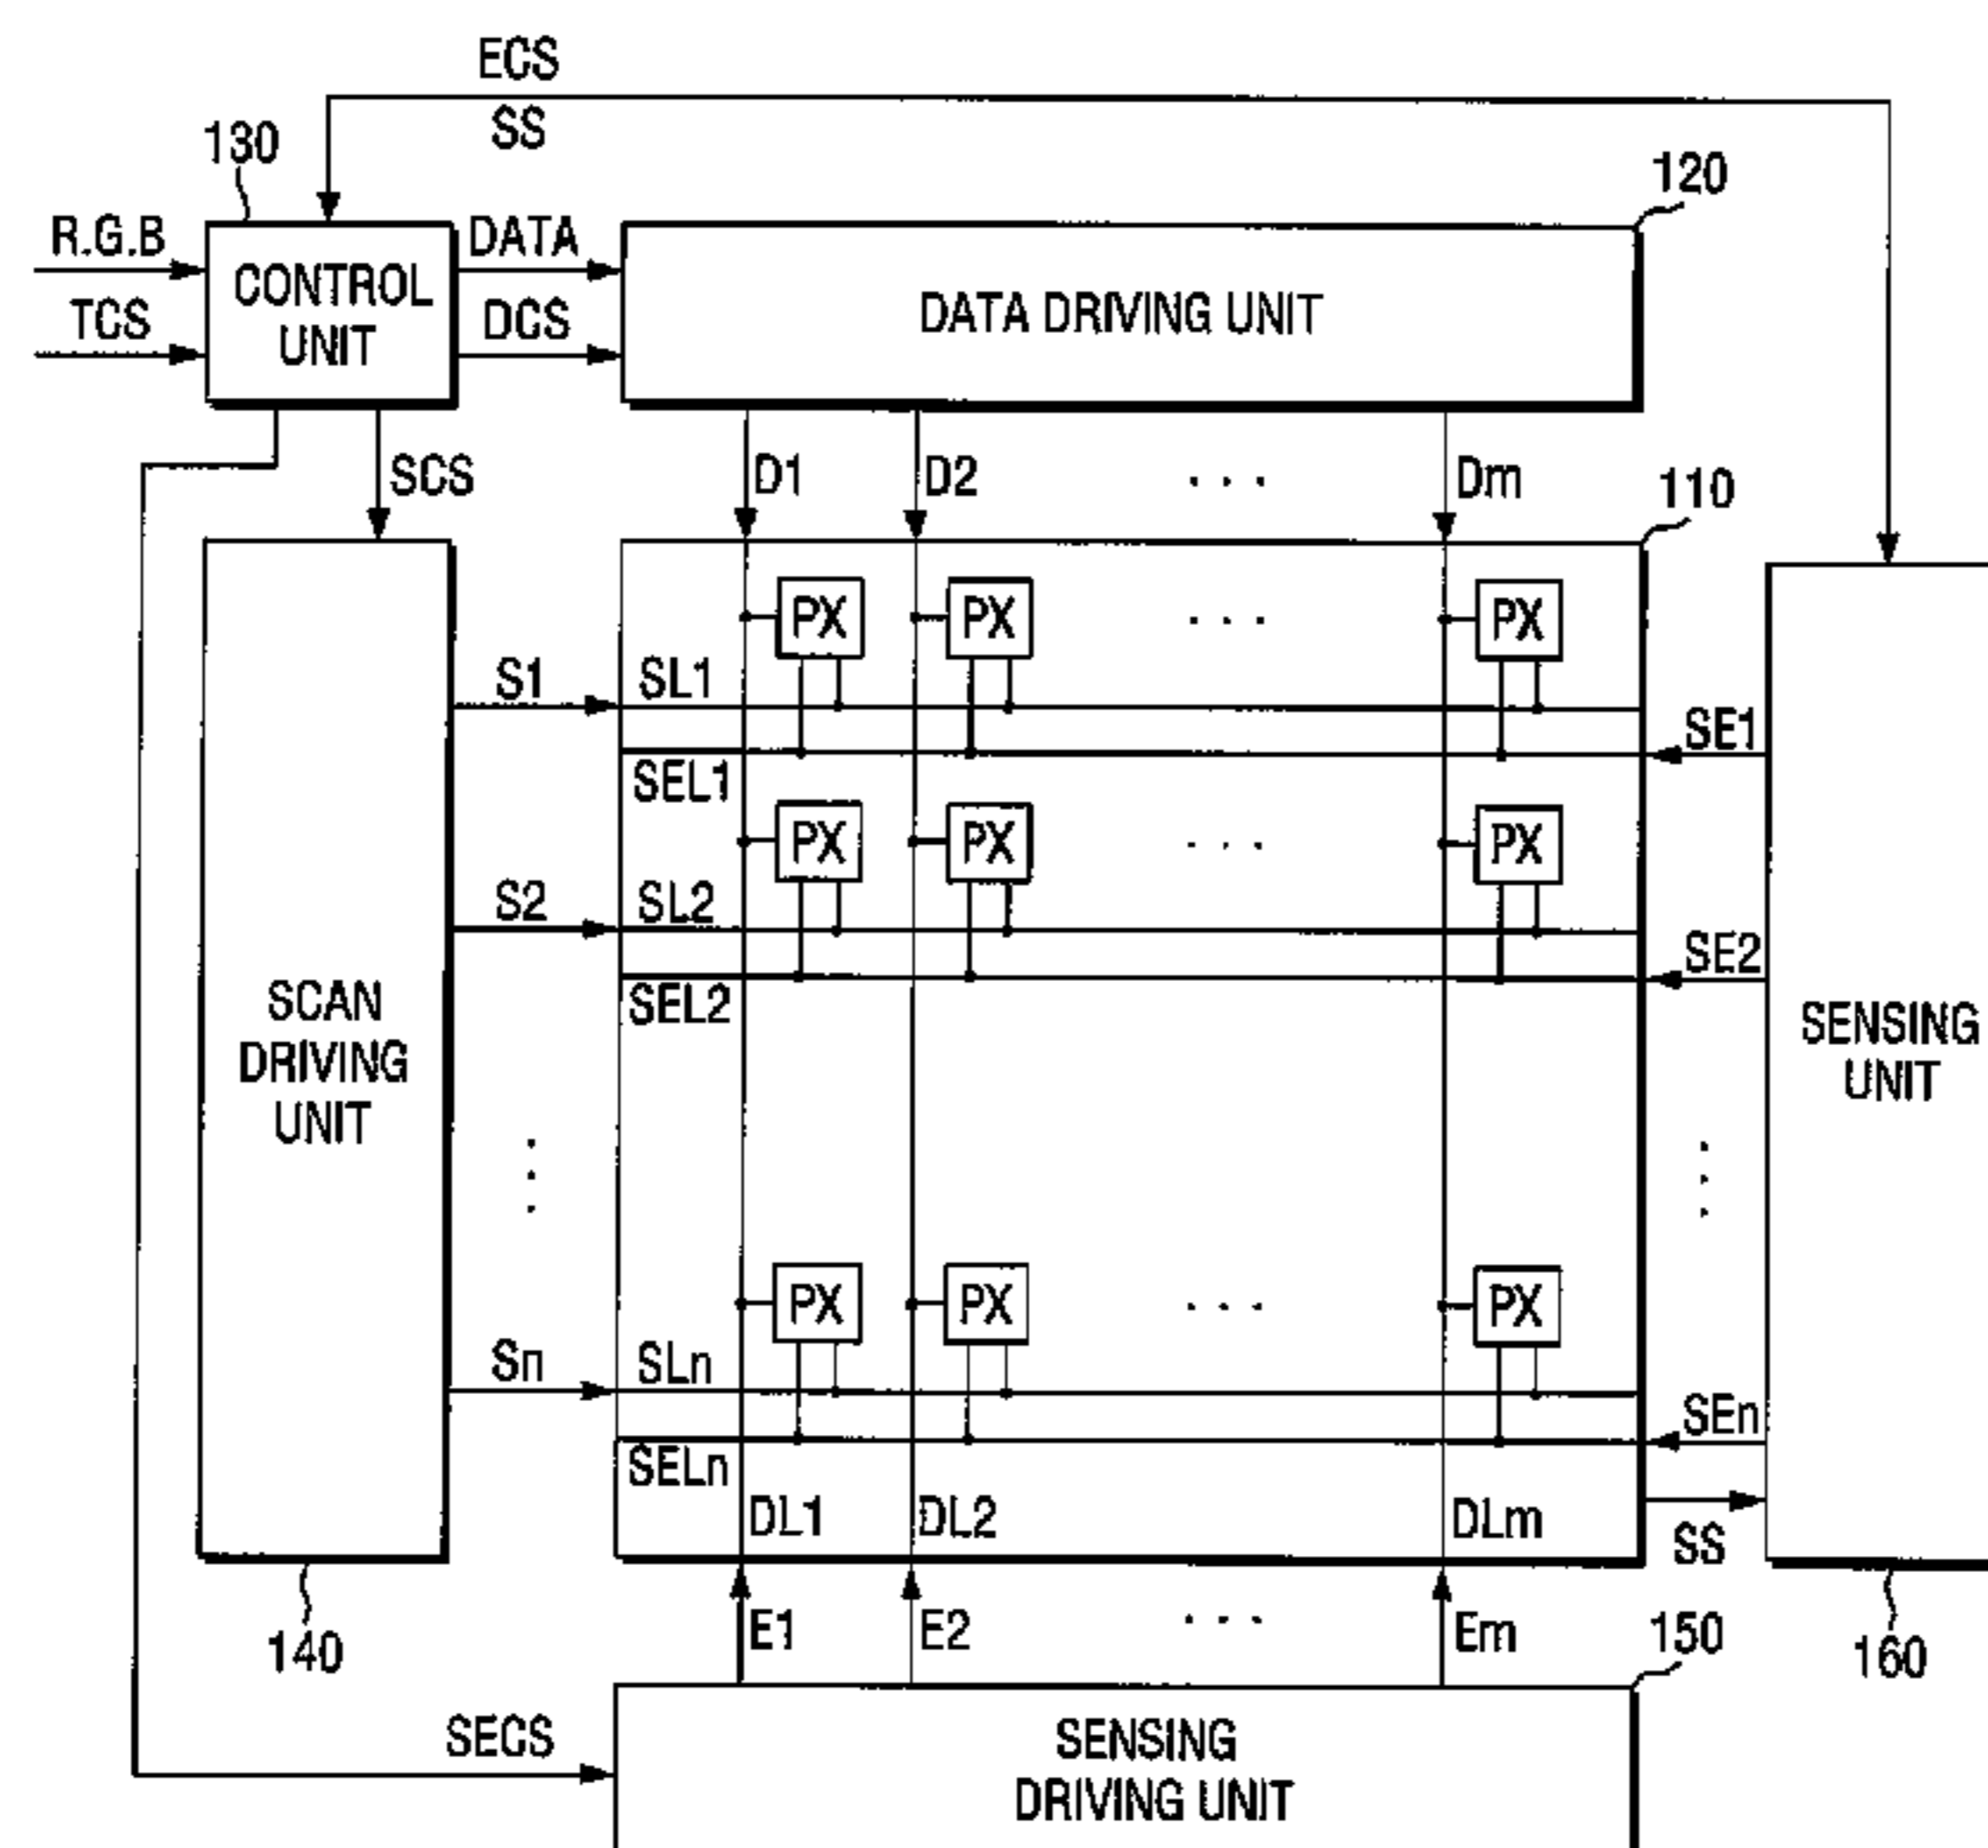 ECS
SS
130
120
R.G.B
DATA
CONTROL
UNIT
DATA DRIVING UNIT
TCS
DCS
SCS
D1
D2
. . .
Dm
110
PX
PX
. . .
PX
S1
SL1
SE1
SEL1
PX
PX
. . .
PX
S2
SL2
SE2
SEL2
SCAN
DRIVING
UNIT
SENSING
UNIT
PX
PX
. . .
PX
Sn
SLn
SEn
SELn
DL1
DL2
DLm
SS
E1
E2
. . .
Em
140
150
160
SECS
SENSING
DRIVING UNIT